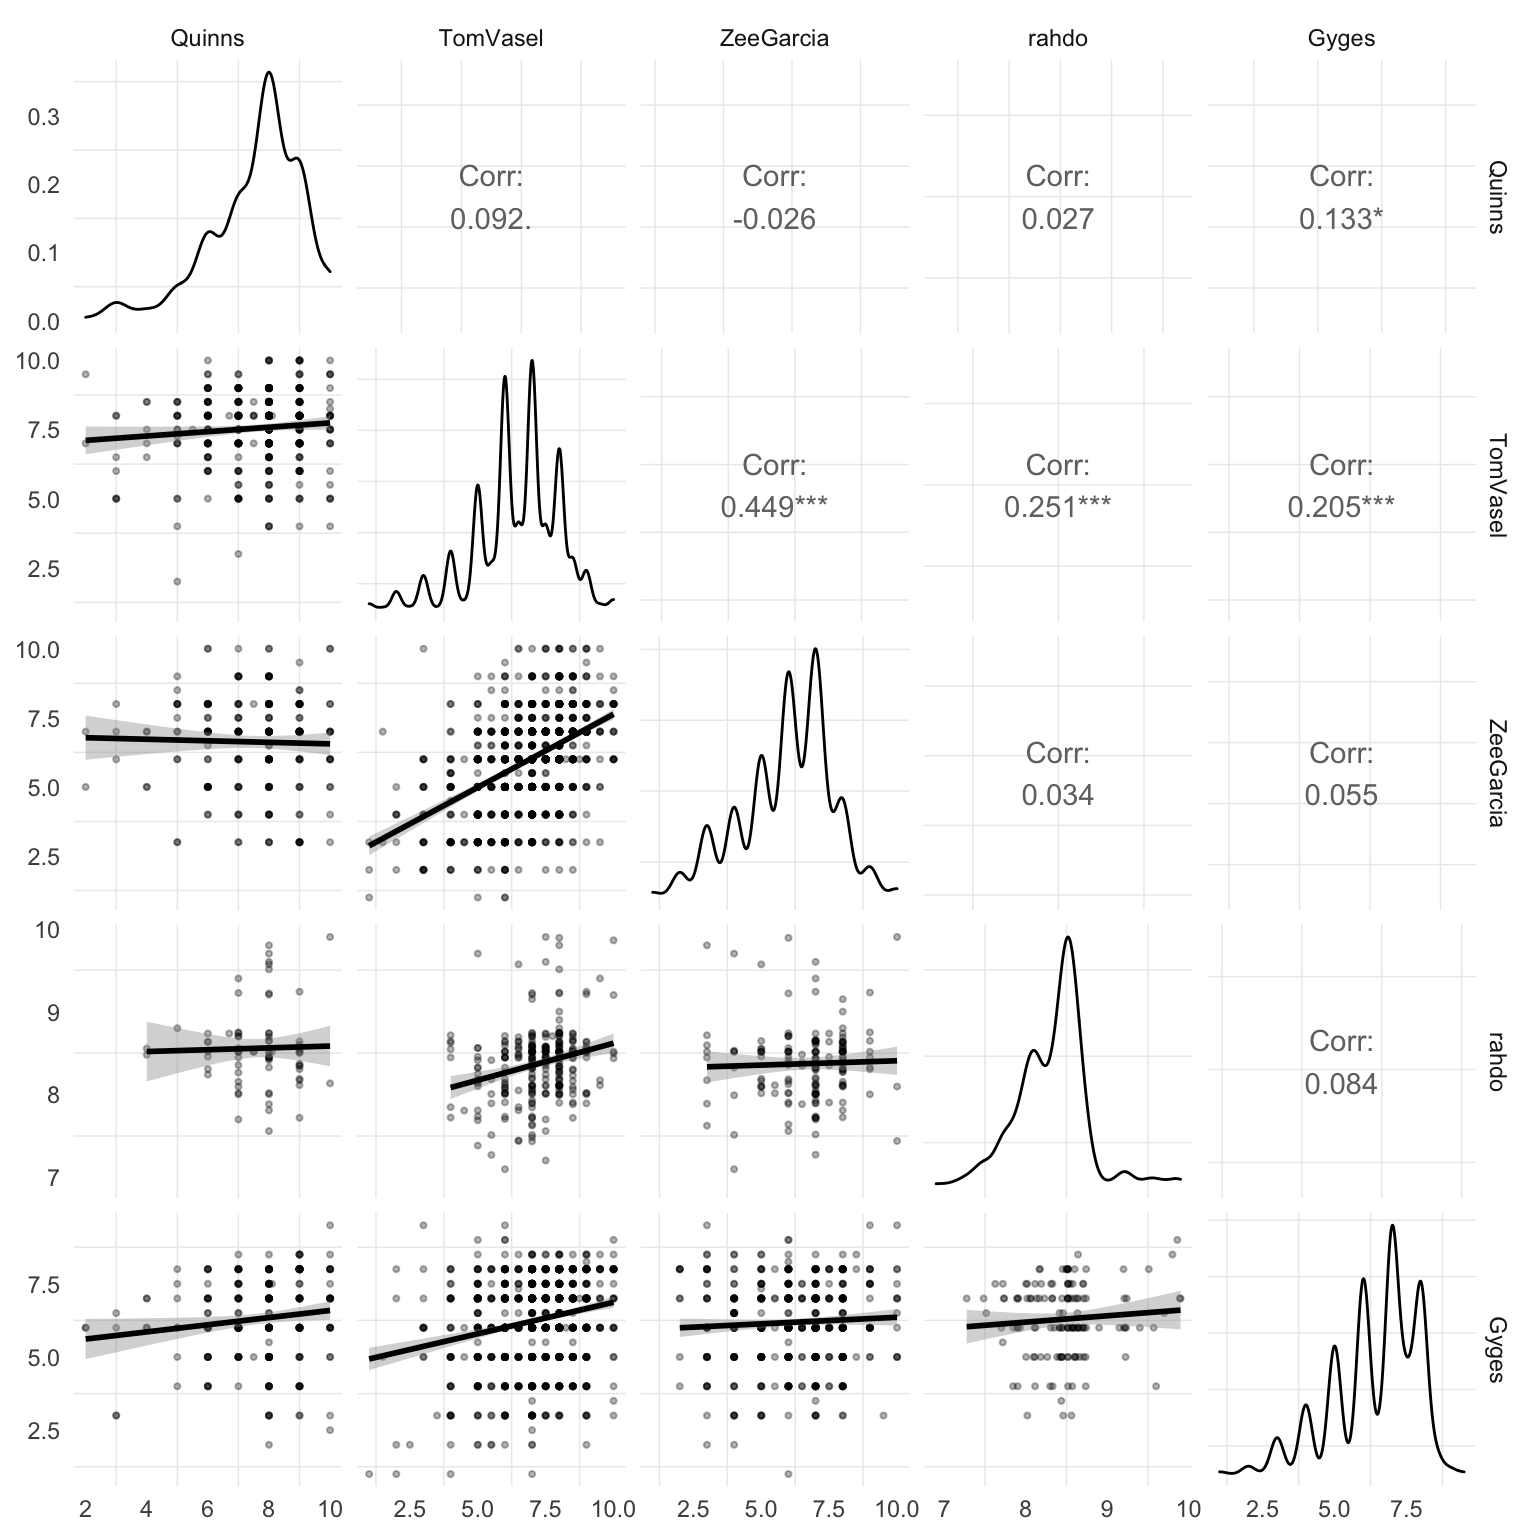 Quinns TomVasel ZeeGarcia rahdo Gyges
0.3
0.2
0.1
0.0
Corr:
0.092.
Corr:
-0.026
Corr:
0.027
Corr:
0.133*
Quinns
10.0
7.5
5.0
2.5
Corr:
0.449***
Corr:
0.251***
Corr:
0.205***
TomVasel
10.0
7.5
5.0
2.5
Corr:
0.034
Corr:
0.055
ZeeGarcia
10
9
8
7
Corr:
0.084
rahdo
7.5
5.0
2.5
Gyges
2 4 6 8 10 2.5 5.0 7.5 10.0 2.5 5.0 7.5 10.0 7 8 9 10 2.5 5.0 7.5